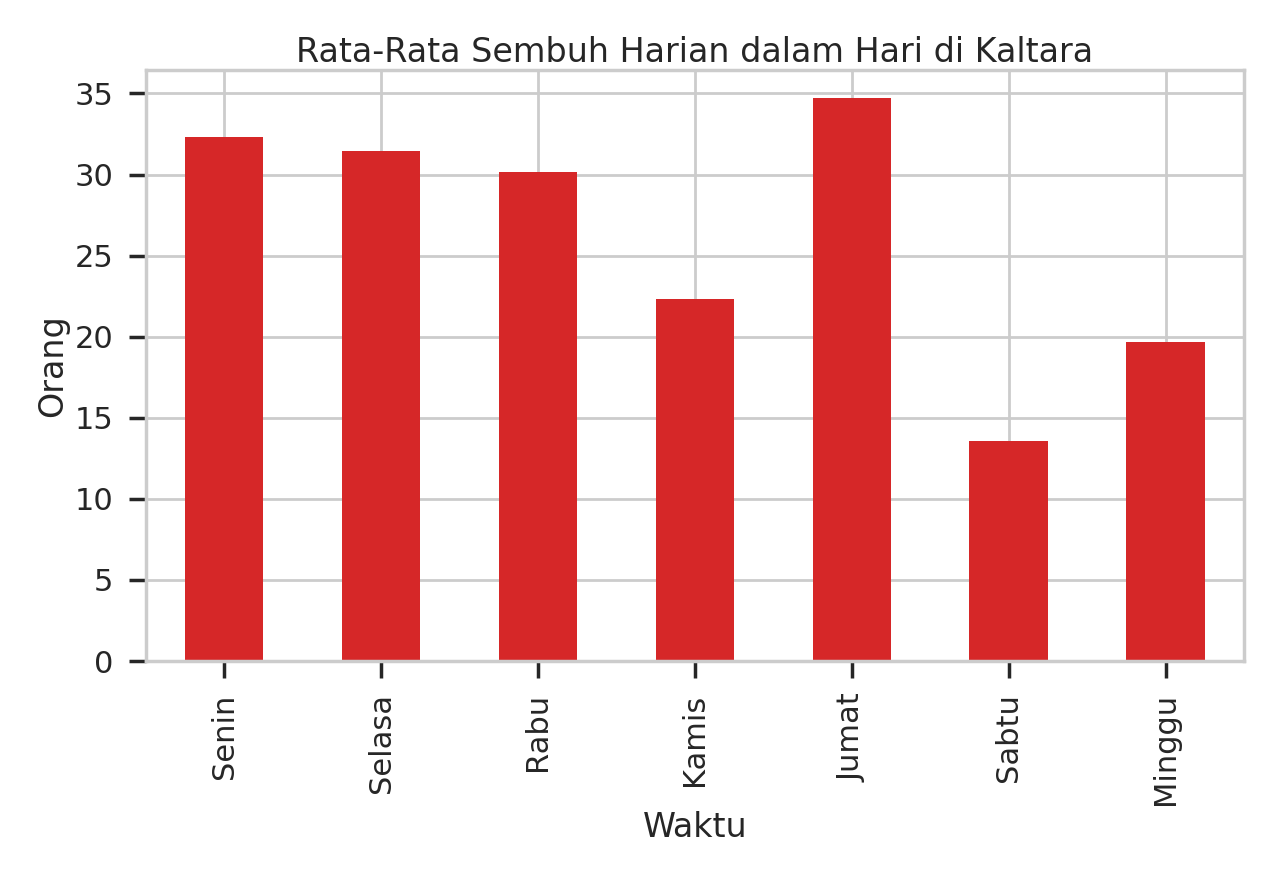 Rata-Rata Sembuh Harian dalam Hari di Kaltara
35
30
25
20
15
10
5
0
Orang
Senin
Selasa
Rabu
Kamis
Jumat
Sabtu
Minggu
Waktu